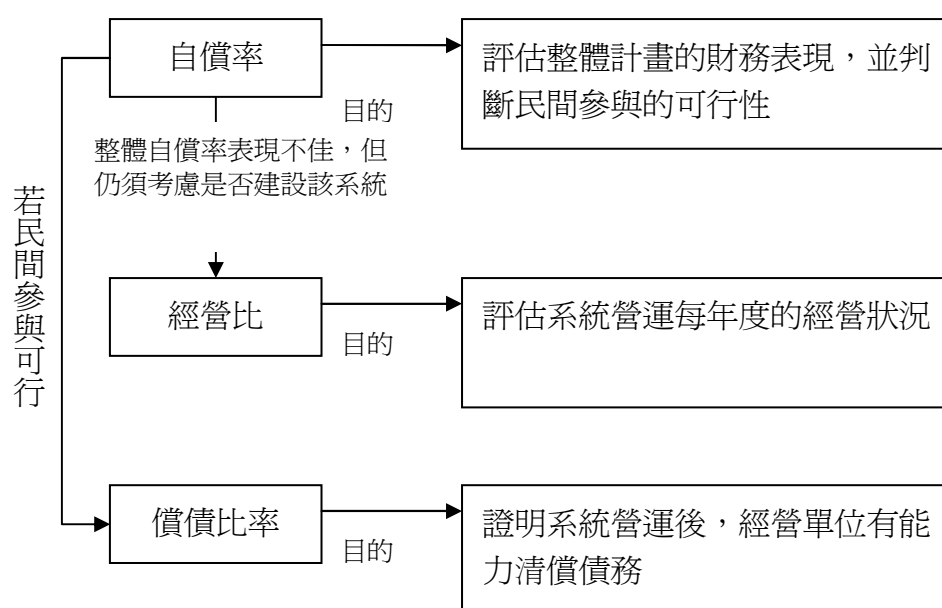 自償率
目的
評估整體計畫的財務表現，並判
斷民間參與的可行性
整體自償率表現不佳，但
仍須考慮是否建設該系統
若民間參與可行
經營比
目的
評估系統營運每年度的經營狀況
償債比率
目的
證明系統營運後，經營單位有能
力清償債務